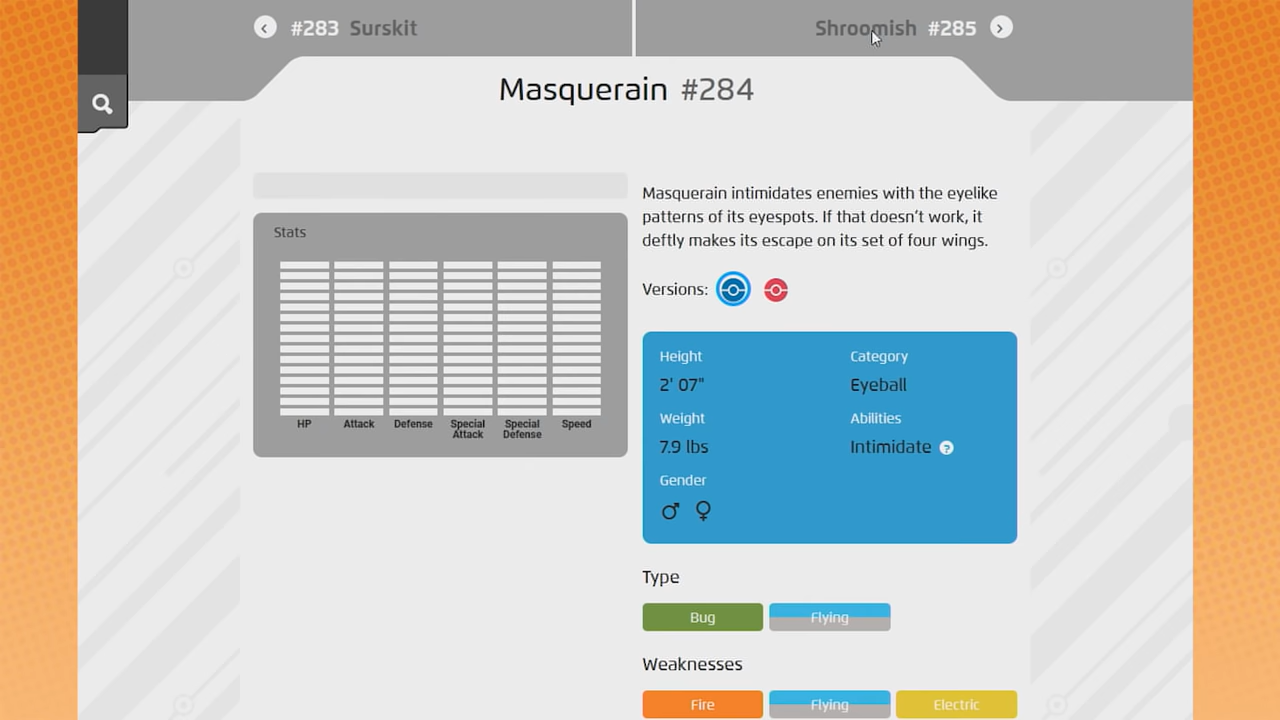 #283 Surskit
Shroomish #285
Masquerain #284
Masquerain intimidates enemies with the eyelike
patterns of its eyespots. If that doesn't work, it
deftly makes its escape on its set of four wings.
Versions:
Stats
HP
Attack
Defense
Special
Attack
Special
Defense
Speed
Height
2' 07"
Category
Eyeball
Weight
7.9 lbs
Abilities
Intimidate ?
Gender
♂ ♀
Type
Bug
Flying
Weaknesses
Fire
Flying
Electric